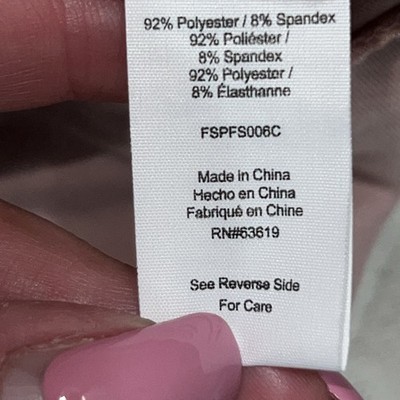 92% Polyester / 8% Spandex
92% Poliéster /
8% Spandex
92% Polyester /
8% Élasthanne
FSPFS006C
Made in China
Hecho en China
Fabriqué en Chine
RN#63619
See Reverse Side
For Care